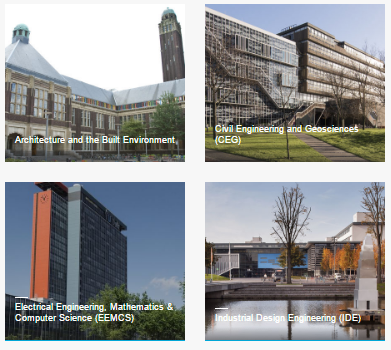 Architecture and the Built Environment
Civil Engineering and Geosciences
(CEG)
Electrical Engineering, Mathematics &
Computer Science (EEMCS)
Industrial Design Engineering (IDE)